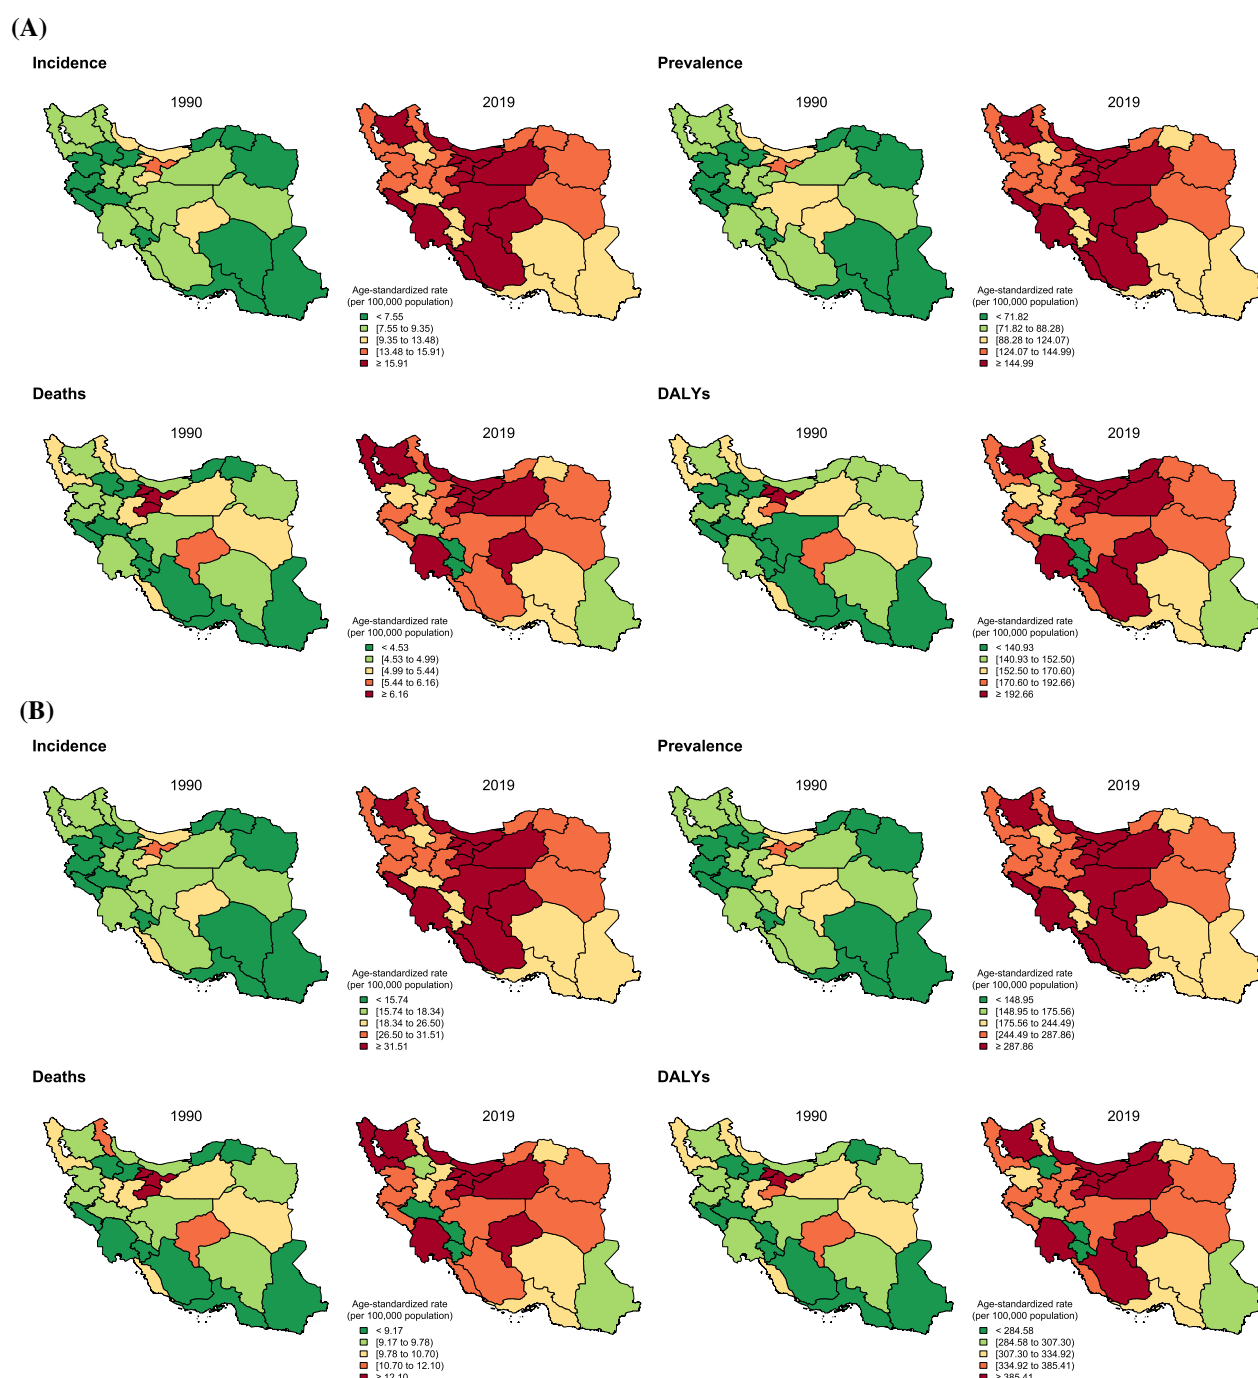 (A)
Incidence
1990
2019
Age-standardized rate
(per 100,000 population)
< 7.55
[7.55 to 9.35)
[9.35 to 13.48)
[13.48 to 15.91)
≥ 15.91
Prevalence
1990
2019
Age-standardized rate
(per 100,000 population)
< 71.82
[71.82 to 88.28)
[88.28 to 124.07)
[124.07 to 144.99)
≥ 144.99
Deaths
1990
2019
Age-standardized rate
(per 100,000 population)
< 4.53
[4.53 to 4.99)
[4.99 to 5.44)
[5.44 to 6.16)
≥ 6.16
DALYs
1990
2019
Age-standardized rate
(per 100,000 population)
< 140.93
[140.93 to 152.50)
[152.50 to 170.60)
[170.60 to 192.66)
≥ 192.66
(B)
Incidence
1990
2019
Age-standardized rate
(per 100,000 population)
< 15.74
[15.74 to 18.34)
[18.34 to 26.50)
[26.50 to 31.51)
≥ 31.51
Prevalence
1990
2019
Age-standardized rate
(per 100,000 population)
< 148.95
[148.95 to 175.56)
[175.56 to 244.49)
[244.49 to 287.86)
≥ 287.86
Deaths
1990
2019
Age-standardized rate
(per 100,000 population)
< 9.17
[9.17 to 9.78)
[9.78 to 10.70)
[10.70 to 12.10)
≥ 12.10
DALYs
1990
2019
Age-standardized rate
(per 100,000 population)
< 284.58
[284.58 to 307.30)
[307.30 to 334.92)
[334.92 to 385.41)
≥ 385.41